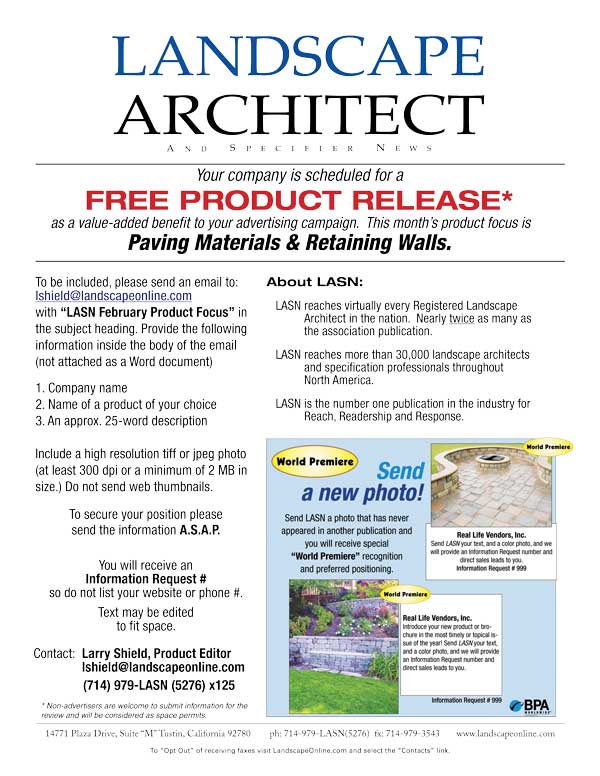 LANDSCAPE
ARCHITECT
AND SPECIFIER NEWS
Your company is scheduled for a
FREE PRODUCT RELEASE*
as a value-added benefit to your advertising campaign. This month's product focus is
Paving Materials & Retaining Walls.
To be included, please send an email to:
lshield@landscapeonline.com
with “LASN February Product Focus” in
the subject heading. Provide the following
information inside the body of the email
(not attached as a Word document)
1. Company name
2. Name of a product of your choice
3. An approx. 25-word description
Include a high resolution tiff or jpeg photo
(at least 300 dpi or a minimum of 2 MB in
size.) Do not send web thumbnails.
To secure your position please
send the information A.S.A.P.
You will receive an
Information Request #
so do not list your website or phone #.
Text may be edited
to fit space.
Contact: Larry Shield, Product Editor
lshield@landscapeonline.com
(714) 979-LASN (5276) x125
* Non-advertisers are welcome to submit information for the
review and will be considered as space permits.
About LASN:
LASN reaches virtually every Registered Landscape
Architect in the nation. Nearly twice as many as
the association publication.
LASN reaches more than 30,000 landscape architects
and specification professionals throughout
North America.
LASN is the number one publication in the industry for
Reach, Readership and Response.
World Premiere
Send
a new photo!
Send LASN a photo that has never
appeared in another publication and
you will receive special
“World Premiere” recognition
and preferred positioning.
World Premiere
Real Life Vendors, Inc.
Send LASN your text, and a color photo, and we
will provide an Information Request number and
direct sales leads to you.
Information Request # 999
World Premiere
Real Life Vendors, Inc.
Introduce your new product or bro-
chure in the most timely or topical is-
sue of the year! Send LASN your text,
and a color photo, and we will provide
an Information Request number and
direct sales leads to you.
Information Request # 999
BPA
WORLDWIDE
14771 Plaza Drive, Suite “M” Tustin, California 92780 ph: 714-979-LASN(5276) fx: 714-979-3543 www.landscapeonline.com
To “Opt Out” of receiving faxes visit LandscapeOnline.com and select the “Contacts” link.